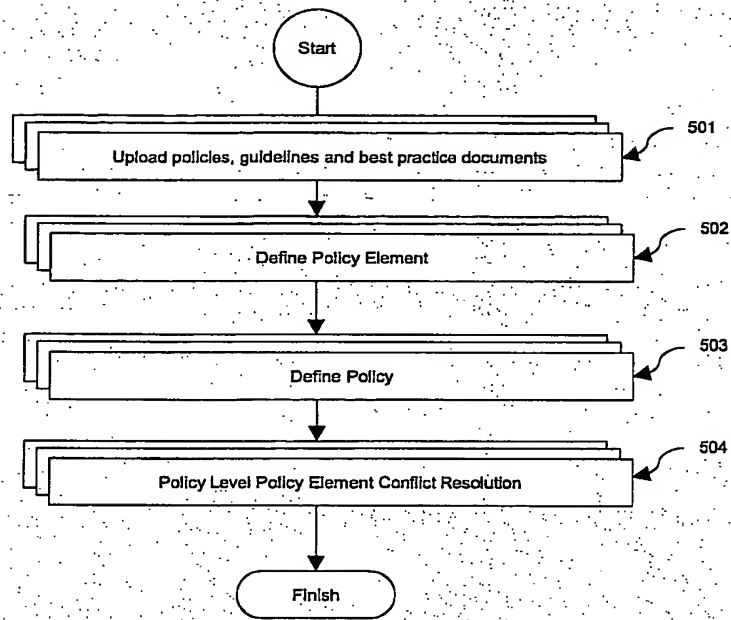 Start
Upload policies, guidelines and best practice documents
501
Define Policy Element
502
Define Policy
503
Policy Level Policy Element Conflict Resolution
504
Finish